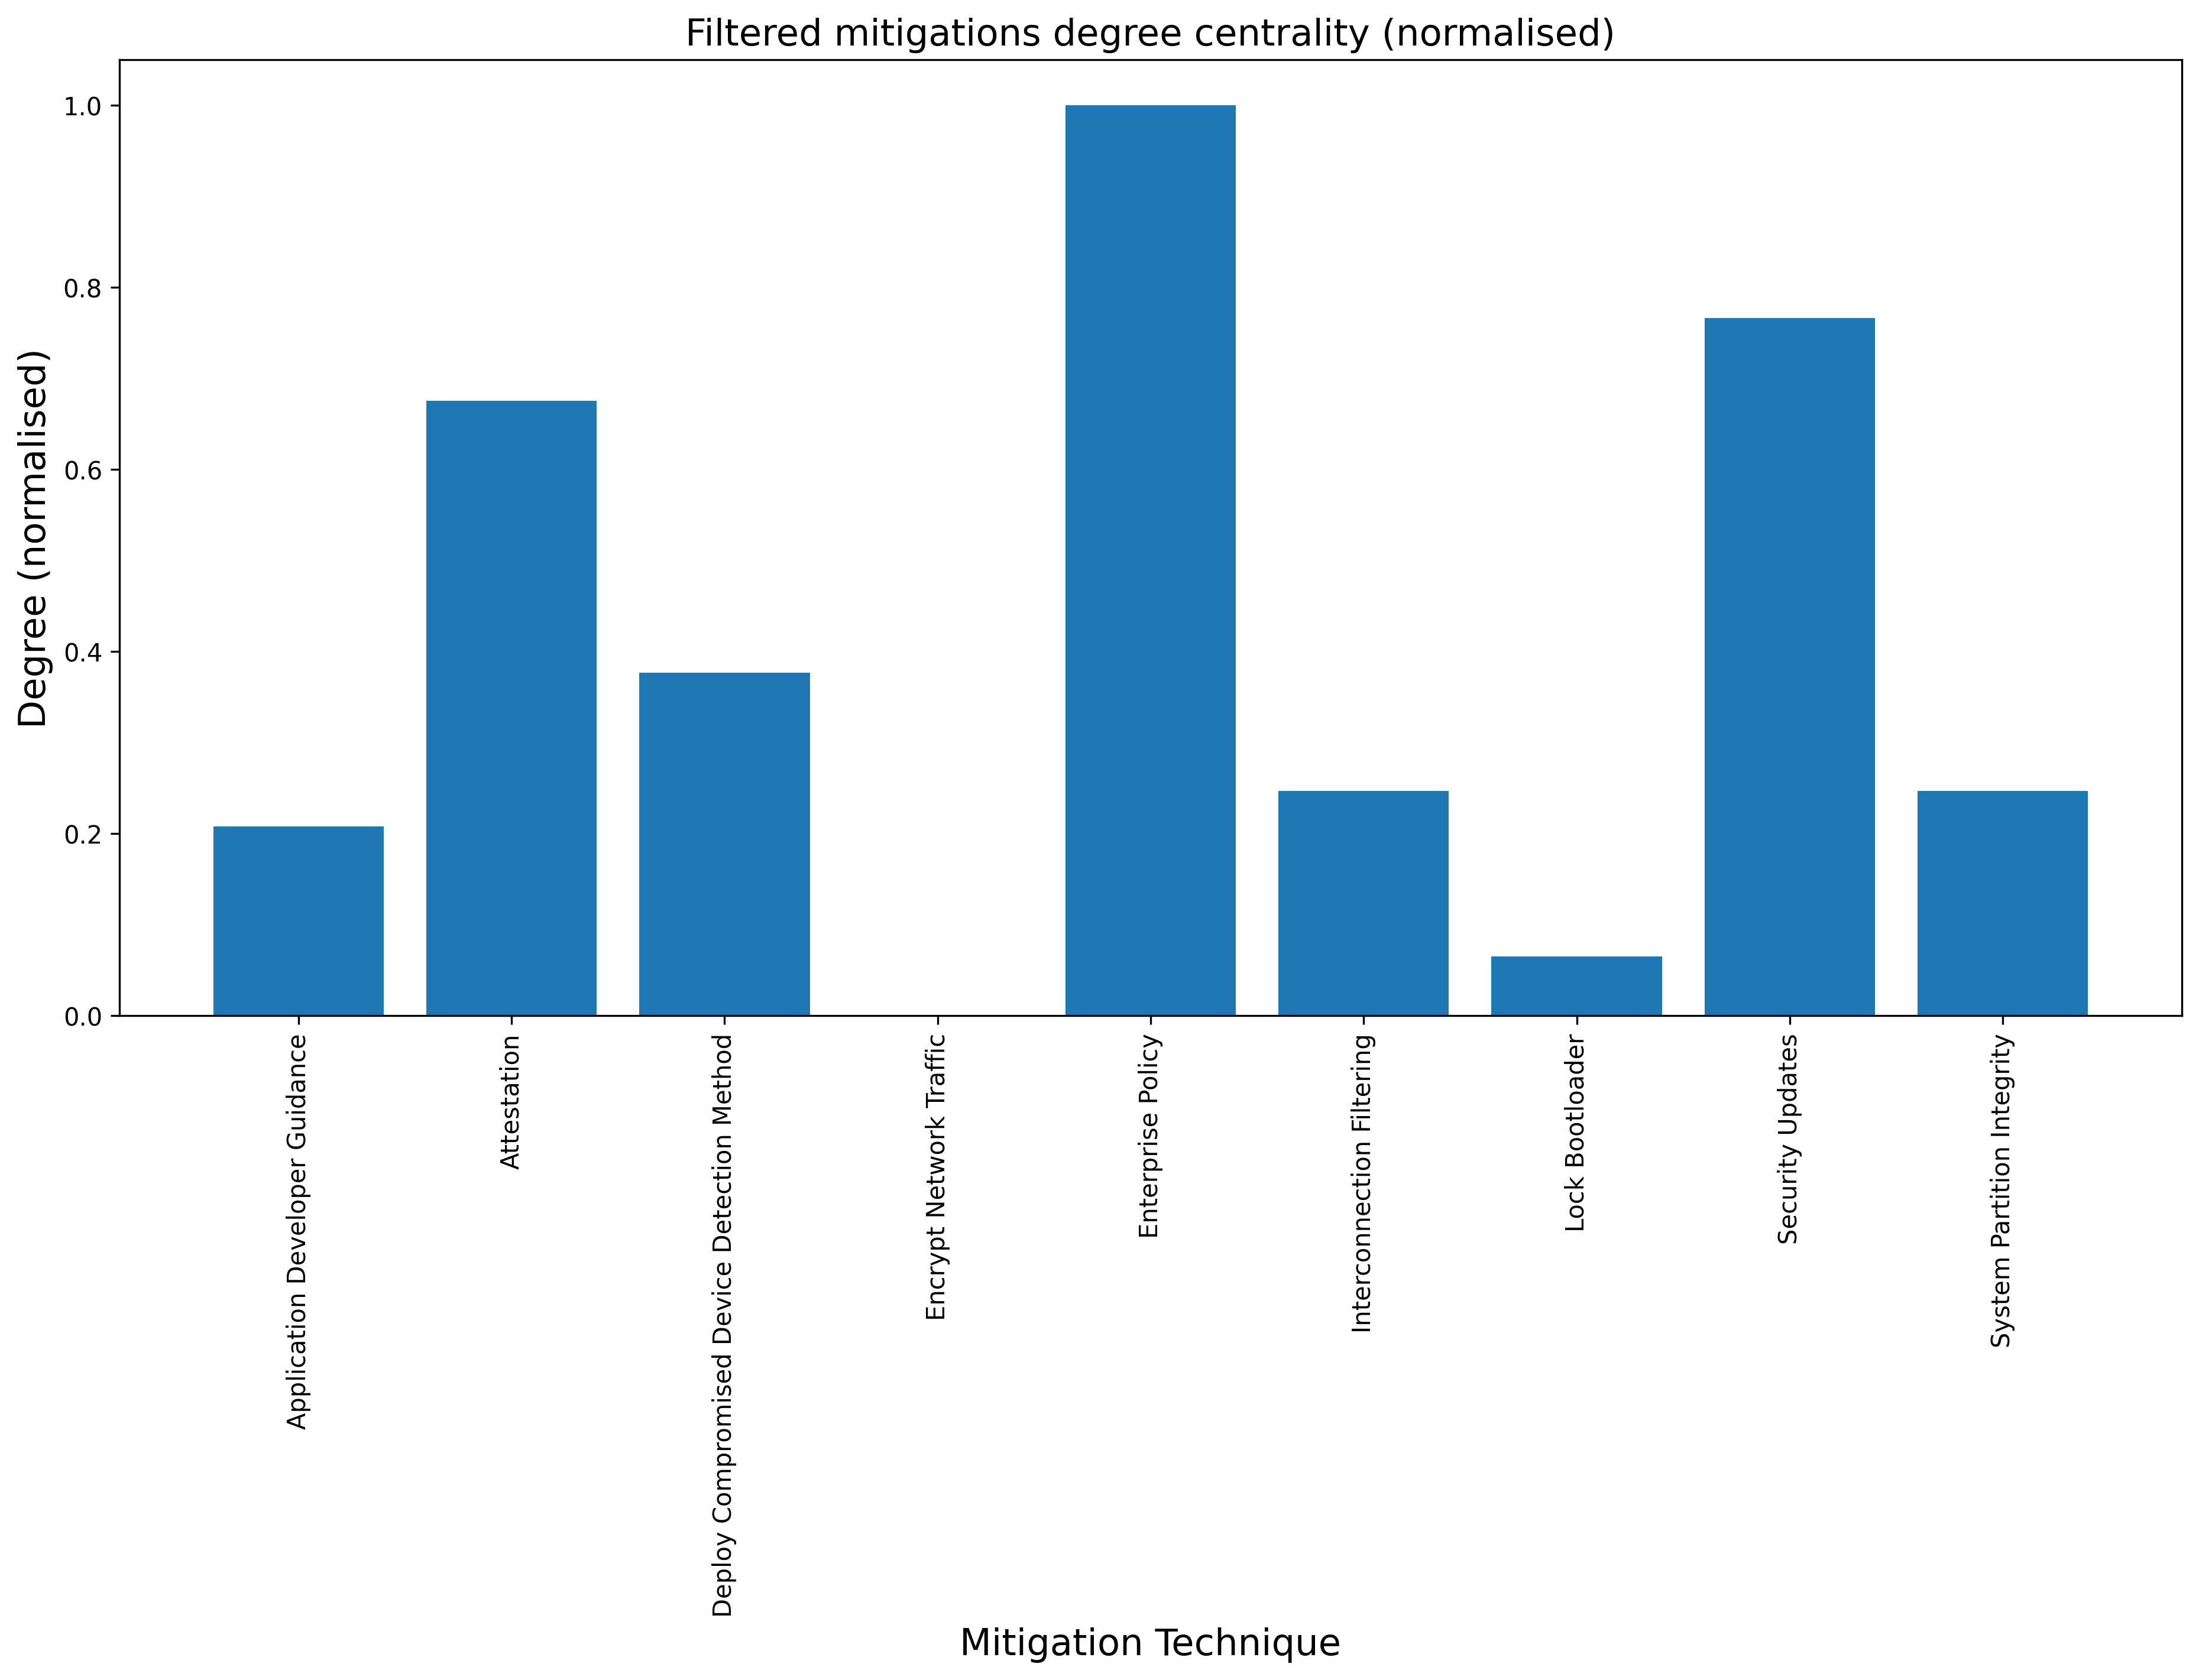 Filtered mitigations degree centrality (normalised)
Degree (normalised)
1.0
0.8
0.6
0.4
0.2
0.0
Application Developer Guidance
Attestation
Deploy Compromised Device Detection Method
Encrypt Network Traffic
Enterprise Policy
Interconnection Filtering
Lock Bootloader
Security Updates
System Partition Integrity
Mitigation Technique